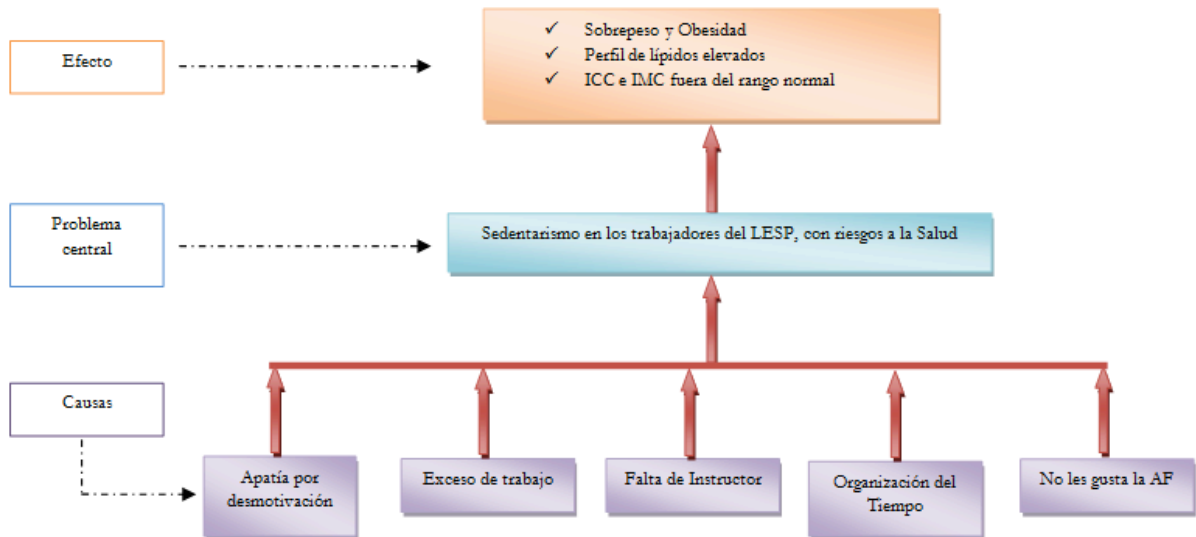 Efecto
✓ Sobrepeso y Obesidad
✓ Perfil de lípidos elevados
✓ ICC e IMC fuera del rango normal
Problema
central
Sedentarismo en los trabajadores del LESP, con riesgos a la Salud
Causas
Apatía por
desmotivación
Exceso de trabajo
Falta de Instructor
Organización del
Tiempo
No les gusta la AF